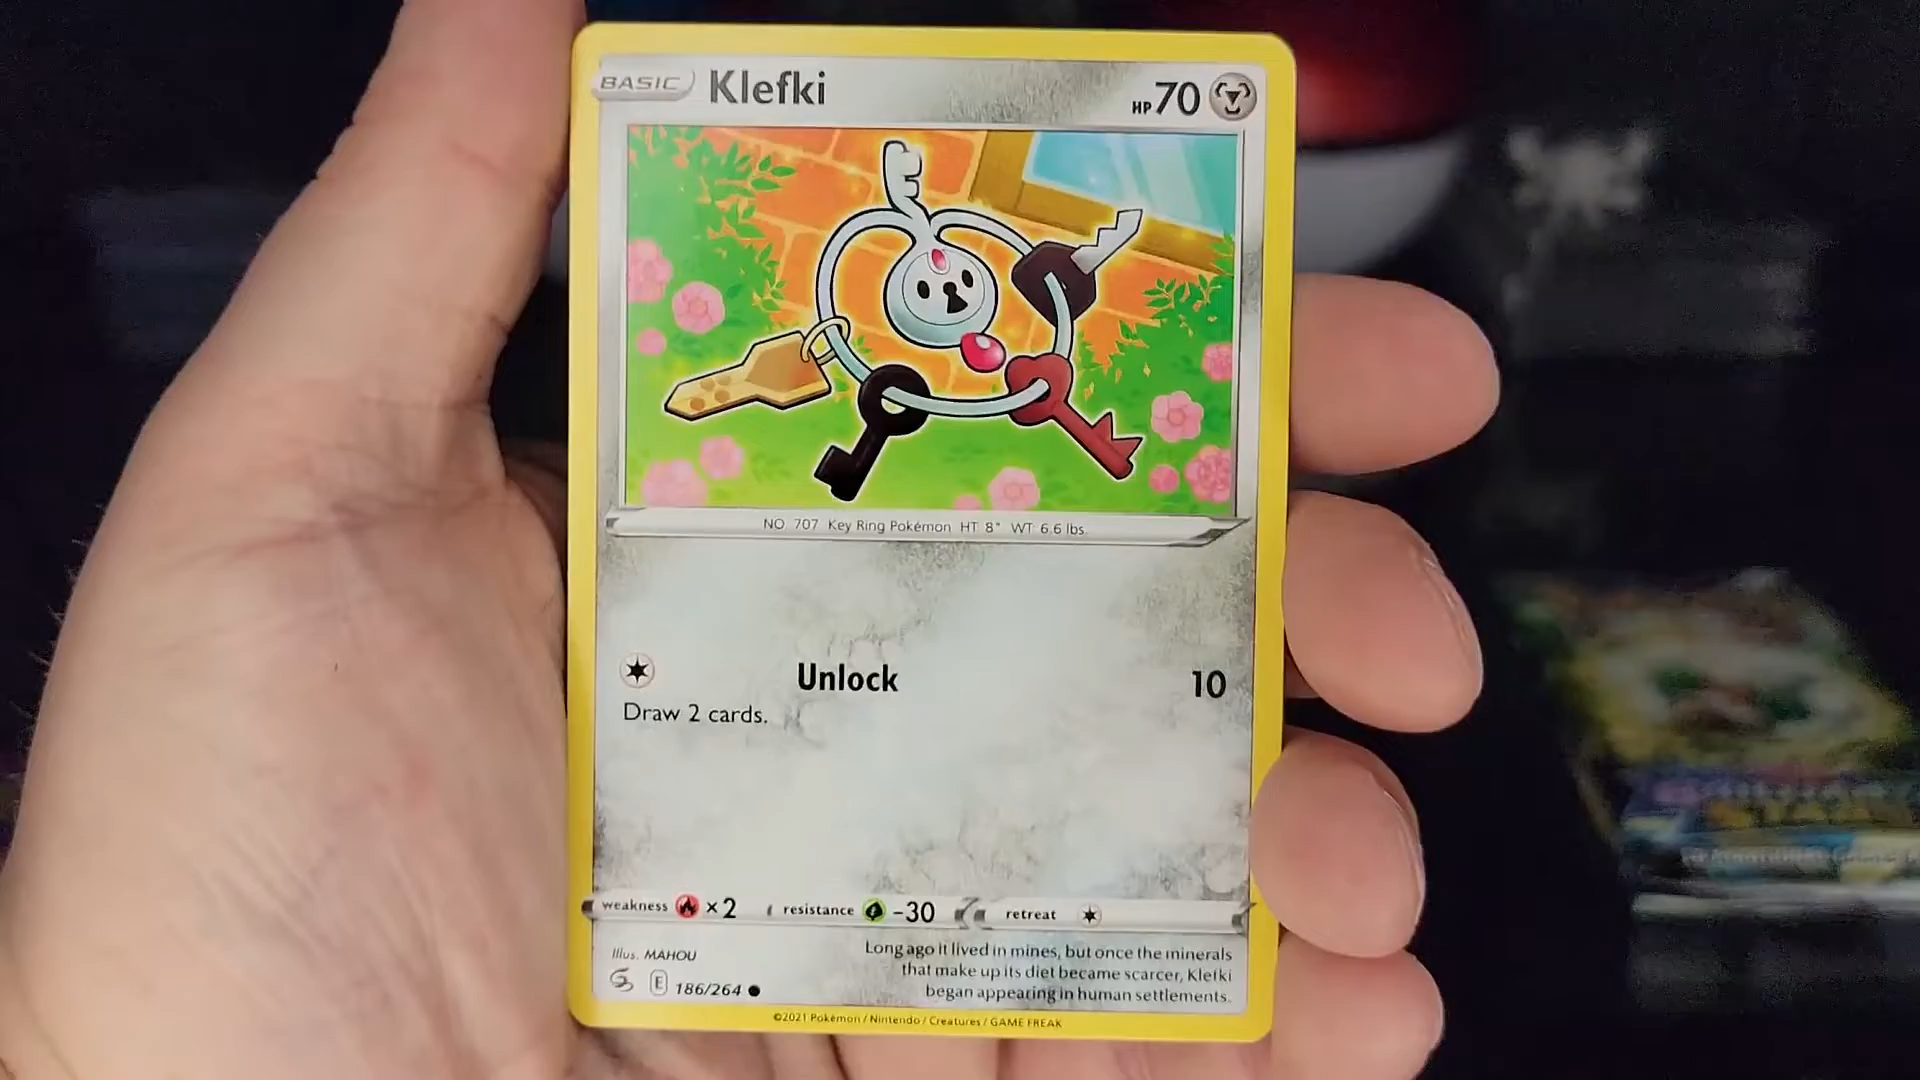 BASIC Klefki HP 70
NO. 707 Key Ring Pokémon HT 8" WT 6.6 lbs.
Unlock 10
Draw 2 cards.
weakness ×2 resistance -30 retreat
Illus. MAHOU
Long ago it lived in mines, but once the minerals
that make up its diet became scarcer, Klefki
began appearing in human settlements.
E 186/264
©2021 Pokémon / Nintendo / Creatures / GAME FREAK